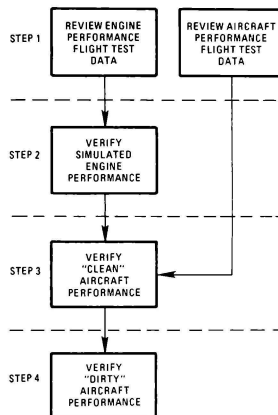 STEP 1
REVIEW ENGINE
PERFORMANCE
FLIGHT TEST
DATA
REVIEW AIRCRAFT
PERFORMANCE
FLIGHT TEST
DATA
STEP 2
VERIFY
SIMULATED
ENGINE
PERFORMANCE
STEP 3
VERIFY
"CLEAN"
AIRCRAFT
PERFORMANCE
STEP 4
VERIFY
"DIRTY"
AIRCRAFT
PERFORMANCE